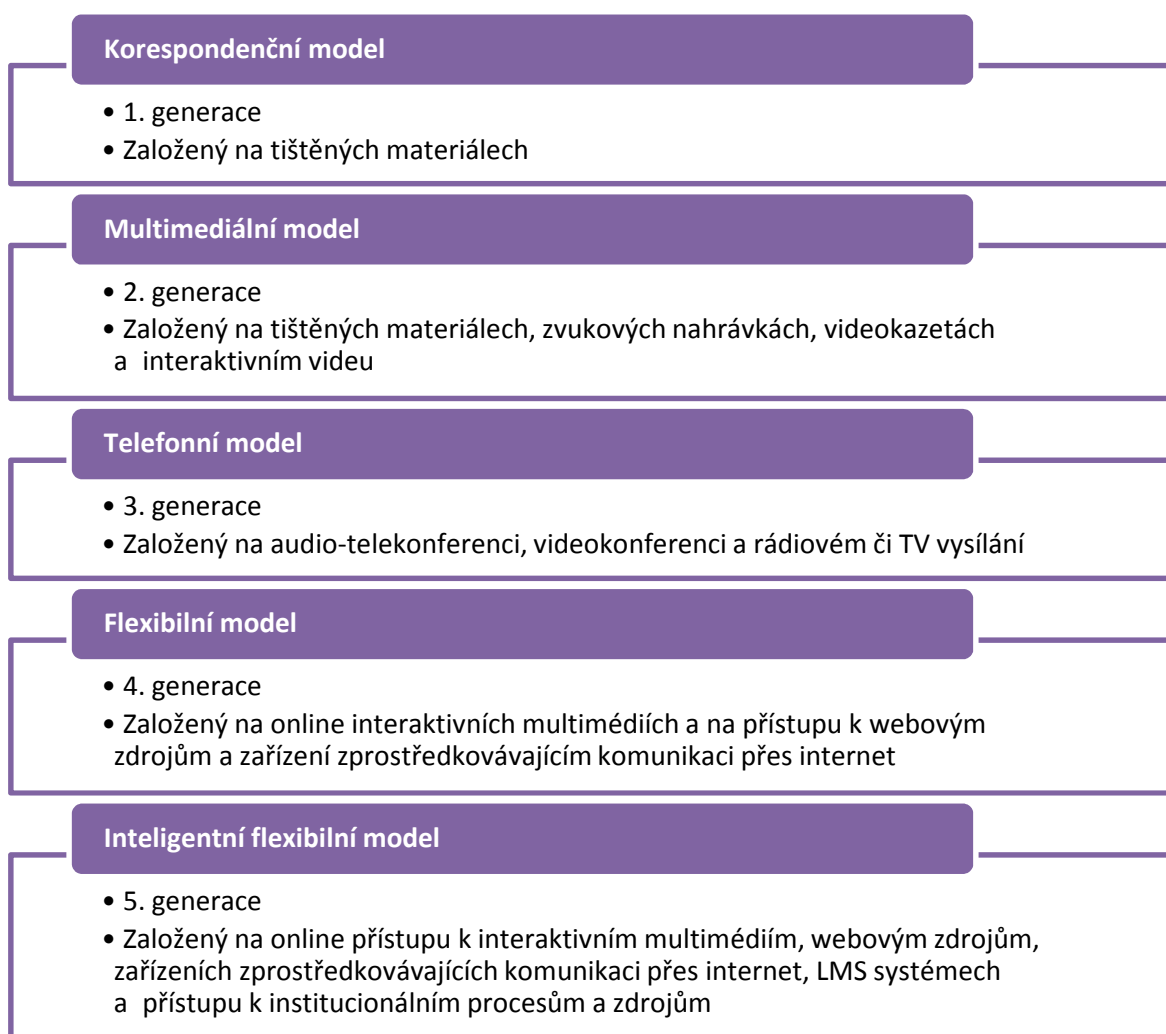 Korespondenční model
• 1. generace
• Založený na tištěných materiálech
Multimediální model
• 2. generace
• Založený na tištěných materiálech, zvukových nahrávkách, videokazetách
a interaktivním videu
Telefonní model
• 3. generace
• Založený na audio-telekonferenci, videokonferenci a rádiovém či TV vysílání
Flexibilní model
• 4. generace
• Založený na online interaktivních multimédiích a na přístupu k webovým
zdrojům a zařízení zprostředkovávajícím komunikaci přes internet
Inteligentní flexibilní model
• 5. generace
• Založený na online přístupu k interaktivním multimédiím, webovým zdrojům,
zařízeních zprostředkovávajících komunikaci přes internet, LMS systémech
a přístupu k institucionálním procesům a zdrojům